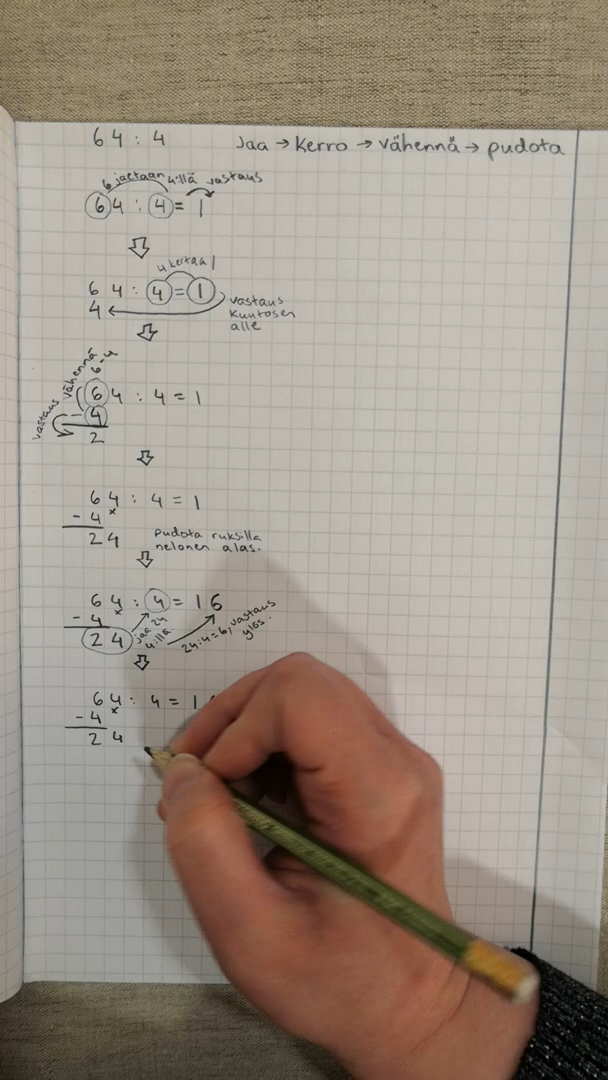 64 : 4
Jaa → Kerro → vähennä → pudota
6 jaetaan 4:llä vastaus
64 : 4 = 1
4 kertaa 1
64 : 4 = 1
4
vastaus
kuutosen
alle
vähennä
6-4
64 : 4 = 1
- 4
vastaus
2
64 : 4 = 1
- 4 x
24
pudota ruksilla
nelonen alas.
64 : 4 = 16
- 4 x
24
jaa 24
4:llä
24:4=6, vastaus
ylös.
64 : 4 = 1
- 4 x
24